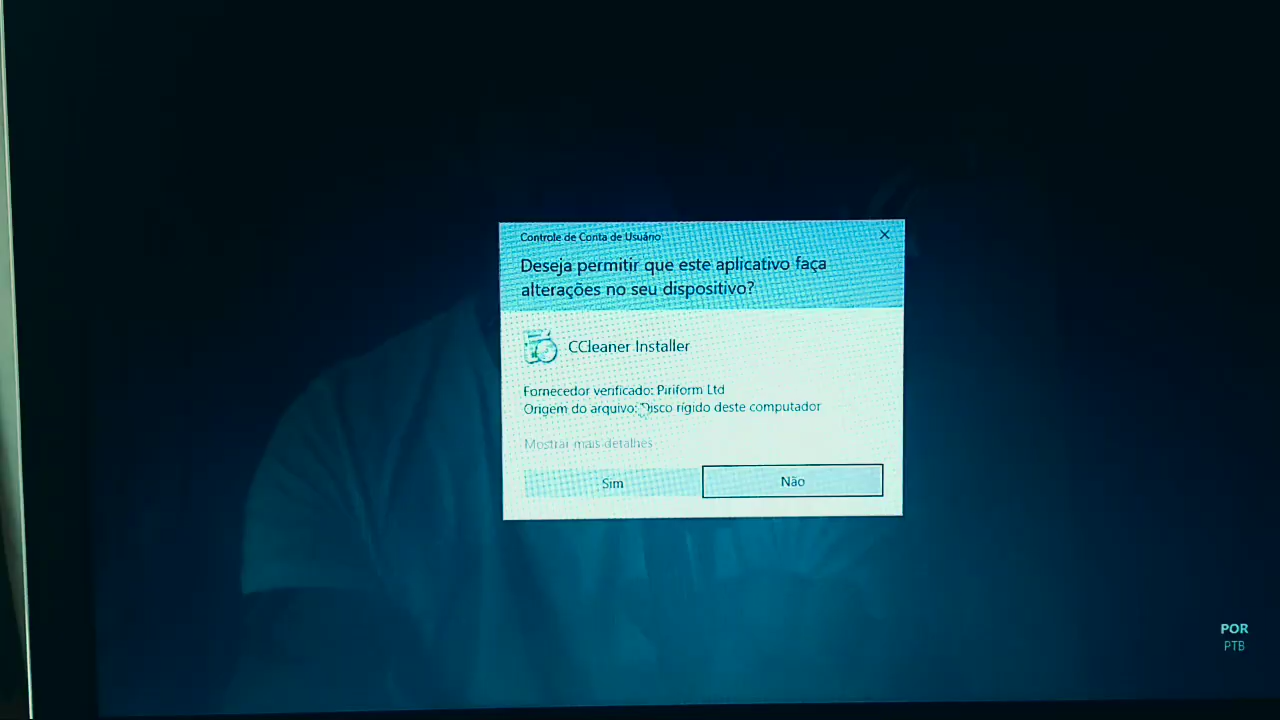 Controle de Conta de Usuário
Deseja permitir que este aplicativo faça
alterações no seu dispositivo?
CCleaner Installer
Fornecedor verificado: Piriform Ltd
Origem do arquivo: Disco rígido deste computador
Mostrar mais detalhes
Sim
Não
POR
PTB